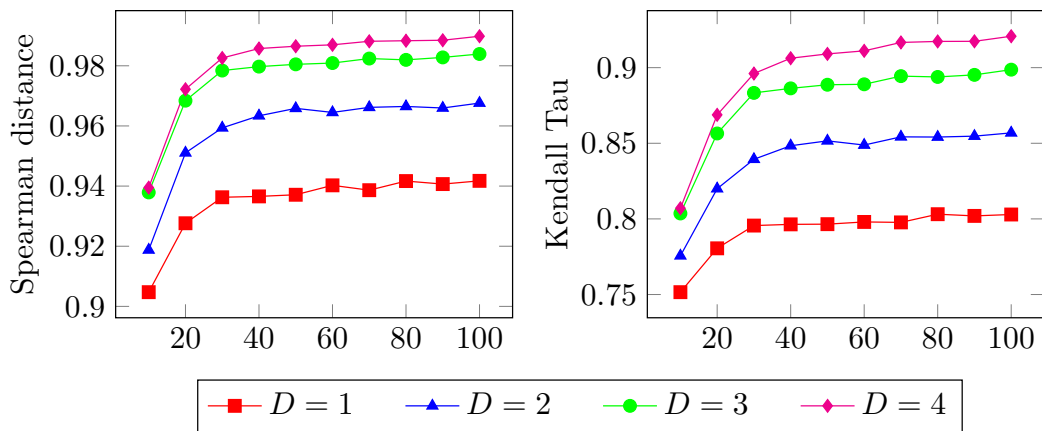 Spearman distance
0.98
0.96
0.94
0.92
0.9
20 40 60 80 100
Kendall Tau
0.9
0.85
0.8
0.75
20 40 60 80 100
D = 1 D = 2 D = 3 D = 4